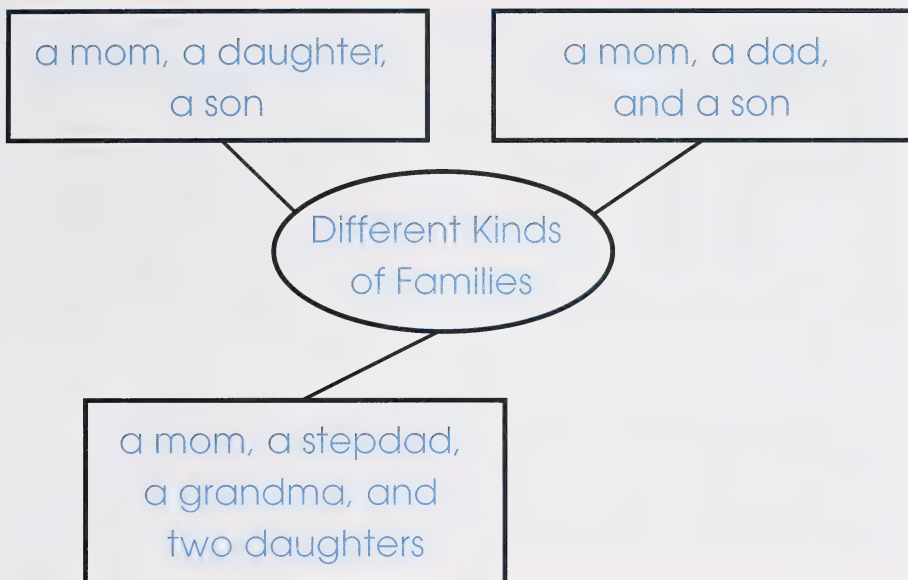 a mom, a daughter,
a son
a mom, a dad,
and a son
Different Kinds
of Families
a mom, a stepdad,
a grandma, and
two daughters